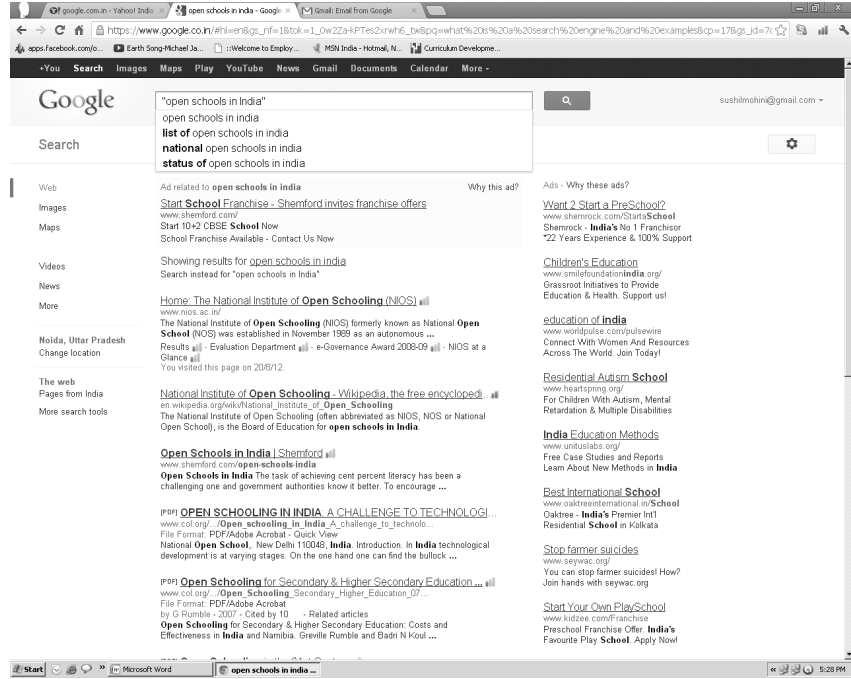 google.com.in - Yahoo! India
open schools in india - Google
Gmail: Email from Google
https://www.google.co.in/#hl=en&gs_nf=1&tok=1_0w2Za-kPTes2xrwh6_tw&pq=what%20is%20a%20search%20engine%20and%20examples&cp=17&gs_id=7c
apps.facebook.com/o...
Earth Song-Michael Ja...
::Welcome to Employ...
MSN India - Hotmail, N...
Curriculum Developme...
+You Search Images Maps Play YouTube News Gmail Documents Calendar More -
Google
"open schools in India"
sushilmohini@gmail.com
open schools in india
list of open schools in india
national open schools in india
status of open schools in india
Search
Web
Images
Maps
Videos
News
More
Noida, Uttar Pradesh
Change location
The web
Pages from India
More search tools
Ad related to open schools in india
Why this ad?
Start School Franchise - Shemford invites franchise offers
www.shemford.com/
Start 10+2 CBSE School Now
School Franchise Available - Contact Us Now
Showing results for open schools in india
Search instead for "open schools in India"
Home: The National Institute of Open Schooling (NIOS)
www.nios.ac.in/
The National Institute of Open Schooling (NIOS) formerly known as National Open
School (NOS) was established in November 1989 as an autonomous ...
Results - Evaluation Department - e-Governance Award 2008-09 - NIOS at a
Glance
You visited this page on 20/8/12.
National Institute of Open Schooling - Wikipedia, the free encyclopedi...
en.wikipedia.org/wiki/National_Institute_of_Open_Schooling
The National Institute of Open Schooling (often abbreviated as NIOS, NOS or National
Open School), is the Board of Education for open schools in India.
Open Schools in India | Shemford
www.shemford.com/open-schools-india
Open Schools in India The task of achieving cent percent literacy has been a
challenging one and government authorities know it better. To encourage ...
[PDF] OPEN SCHOOLING IN INDIA: A CHALLENGE TO TECHNOLOGI...
www.col.org/.../Open_schooling_in_India_A_challenge_to_technolo...
File Format: PDF/Adobe Acrobat - Quick View
National Open School,. New Delhi 110048, India. Introduction. In India technological
development is at varying stages. On the one hand one can find the bullock ...
[PDF] Open Schooling for Secondary & Higher Secondary Education ...
www.col.org/.../Open_Schooling_Secondary_Higher_Education_07...
File Format: PDF/Adobe Acrobat
by G Rumble - 2007 - Cited by 10 - Related articles
Open Schooling for Secondary & Higher Secondary Education: Costs and
Effectiveness in India and Namibia. Greville Rumble and Badri N Koul ...
Ads - Why these ads?
Want 2 Start a PreSchool?
www.shemrock.com/StartaSchool
Shemrock - India's No 1 Franchisor
*22 Years Experience & 100% Support
Children's Education
www.smilefoundationindia.org/
Grassroot Initiatives to Provide
Education & Health. Support us!
education of india
www.worldpulse.com/pulsewire
Connect With Women And Resources
Across The World. Join Today!
Residential Autism School
www.heartspring.org/
For Children With Autism, Mental
Retardation & Multiple Disabilities
India Education Methods
www.unituslabs.org/
Free Case Studies and Reports
Learn About New Methods in India
Best International School
www.oaktreeinternational.in/School
Oaktree - India's Premier Int'l
Residential School in Kolkata
Stop farmer suicides
www.seywac.org/
You can stop farmer suicides! How?
Join hands with seywac.org
Start Your Own PlaySchool
www.kidzee.com/Franchise
Preschool Franchise Offer. India's
Favourite Play School. Apply Now!
Start
Microsoft Word
open schools in india ...
5:28 PM